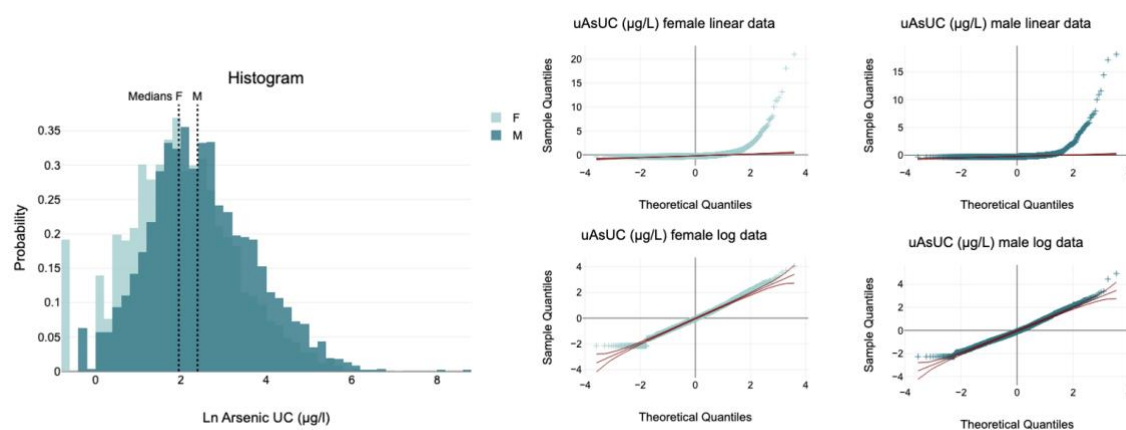 Histogram
Medians F M
0.35
0.3
0.25
0.2
0.15
0.1
0.05
0
Probability
0 2 4 6 8
Ln Arsenic UC (µg/l)
F
M
uAsUC (µg/L) female linear data
20
15
10
5
0
Sample Quantiles
−4 −2 0 2 4
Theoretical Quantiles
uAsUC (µg/L) male linear data
15
10
5
0
Sample Quantiles
−4 −2 0 2 4
Theoretical Quantiles
uAsUC (µg/L) female log data
4
2
0
−2
−4
Sample Quantiles
−4 −2 0 2 4
Theoretical Quantiles
uAsUC (µg/L) male log data
4
2
0
−2
−4
Sample Quantiles
−4 −2 0 2 4
Theoretical Quantiles